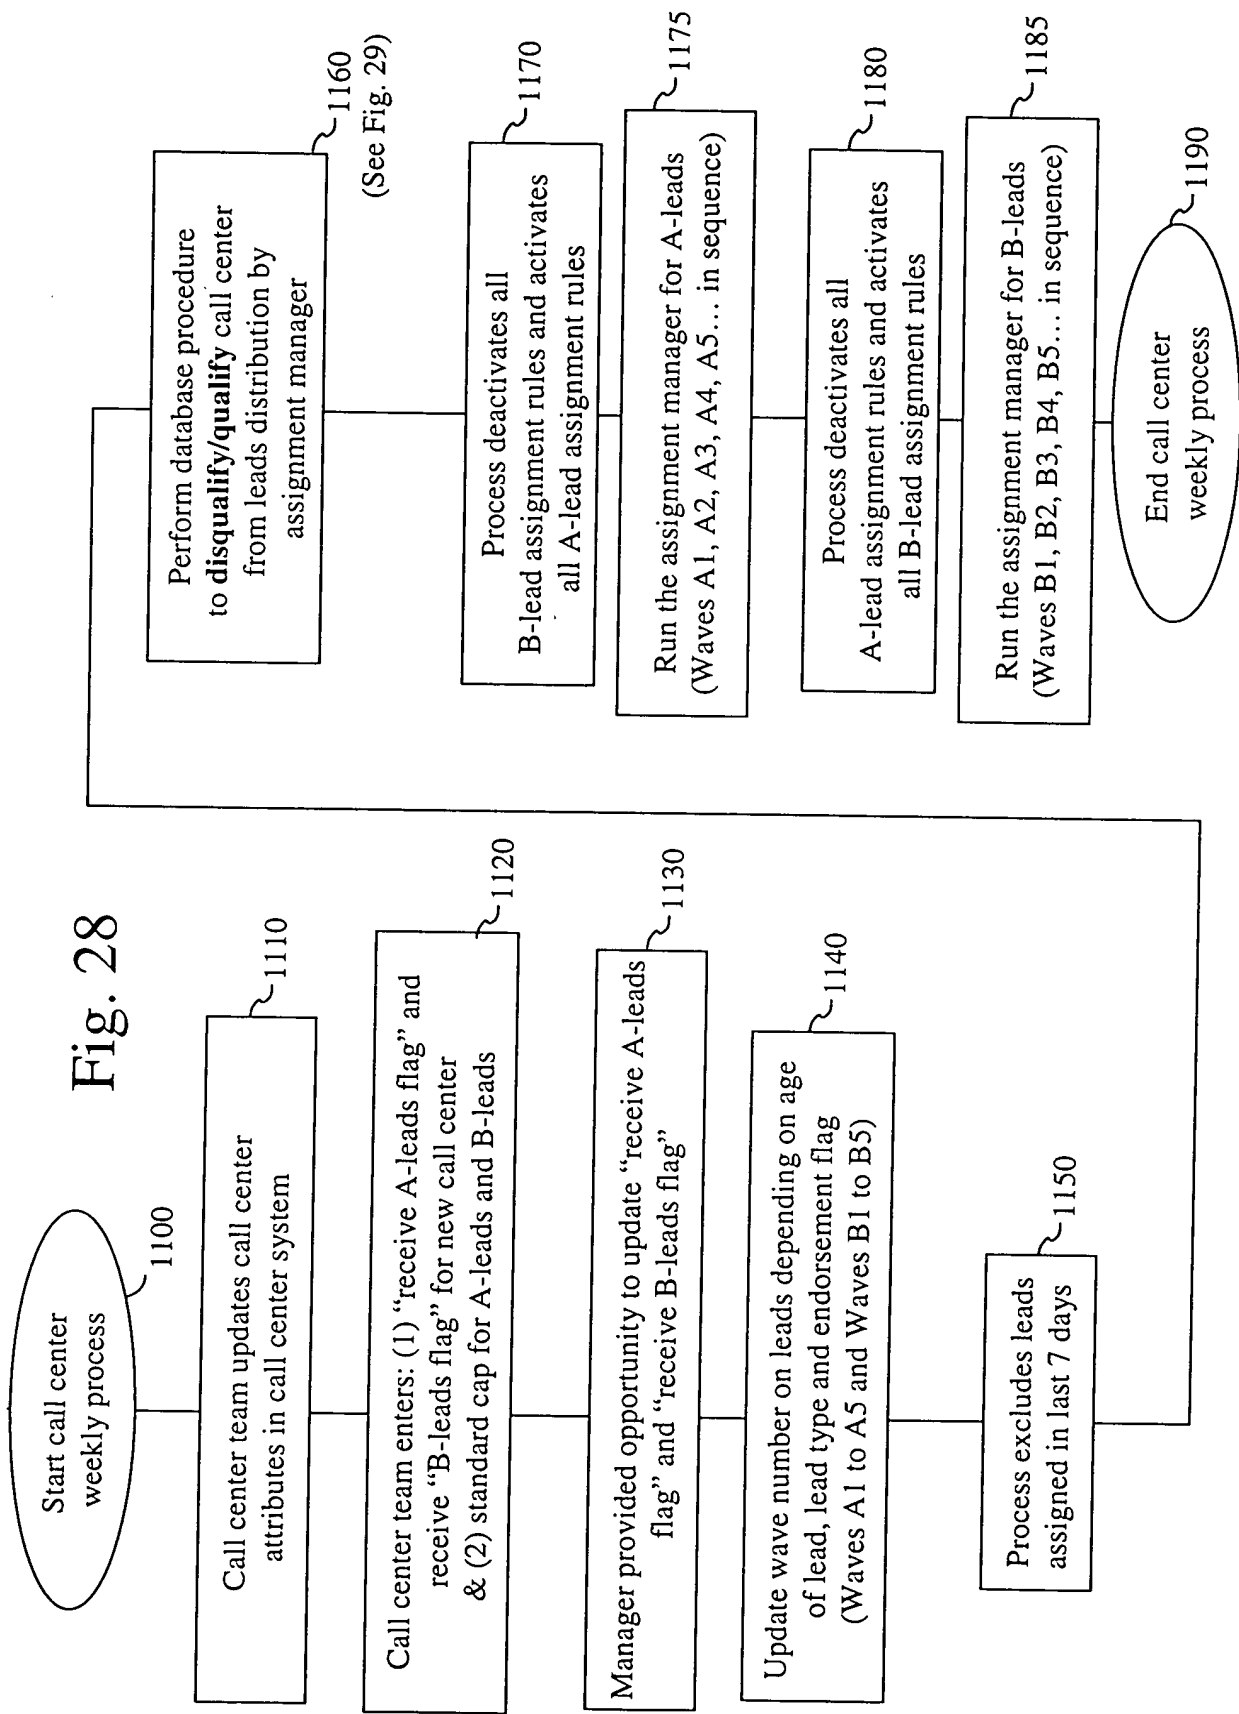 Fig. 28
Start call center
weekly process
1100
Call center team updates call center
attributes in call center system
1110
Call center team enters: (1) “receive A-leads flag” and
receive “B-leads flag” for new call center
& (2) standard cap for A-leads and B-leads
1120
Manager provided opportunity to update “receive A-leads
flag” and “receive B-leads flag”
1130
Update wave number on leads depending on age
of lead, lead type and endorsement flag
(Waves A1 to A5 and Waves B1 to B5)
1140
Process excludes leads
assigned in last 7 days
1150
Perform database procedure
to disqualify/qualify call center
from leads distribution by
assignment manager
1160
(See Fig. 29)
Process deactivates all
B-lead assignment rules and activates
all A-lead assignment rules
1170
Run the assignment manager for A-leads
(Waves A1, A2, A3, A4, A5... in sequence)
1175
Process deactivates all
A-lead assignment rules and activates
all B-lead assignment rules
1180
Run the assignment manager for B-leads
(Waves B1, B2, B3, B4, B5... in sequence)
1185
End call center
weekly process
1190